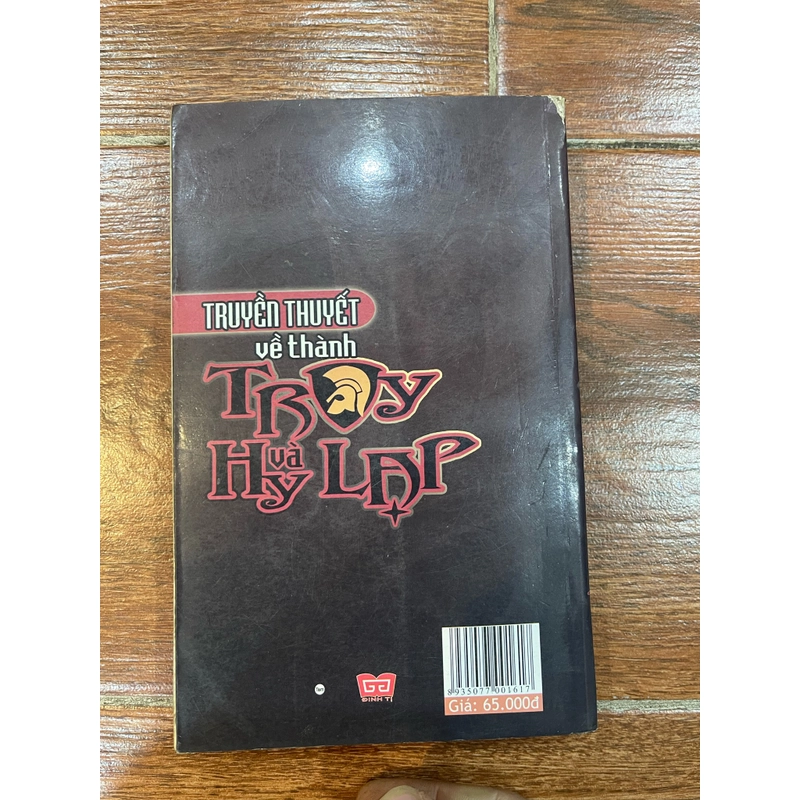 TRUYỀN THUYẾT
về thành
TROY
và
HY LẠP
ĐINH TỊ
8935077001617
Giá: 65.000đ